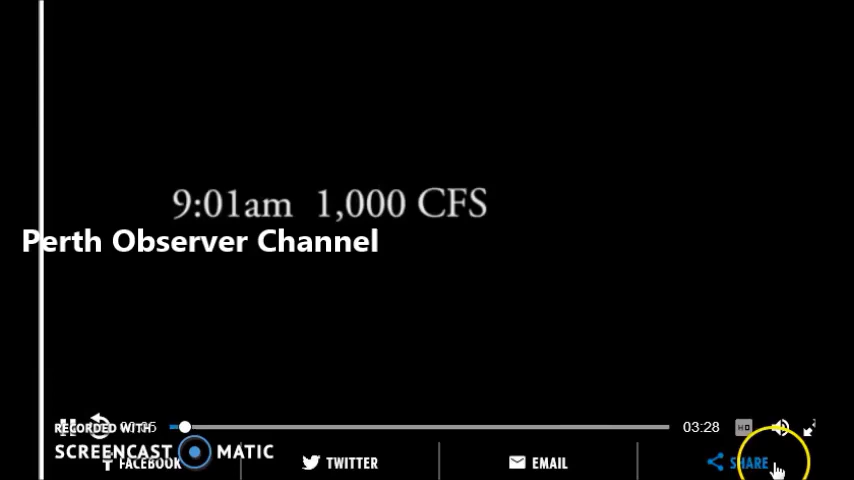 9:01am 1,000 CFS
Perth Observer Channel
RECORDED WITH
03:28
HD
SCREENCAST MATIC
FACEBOOK
TWITTER
EMAIL
SHARE